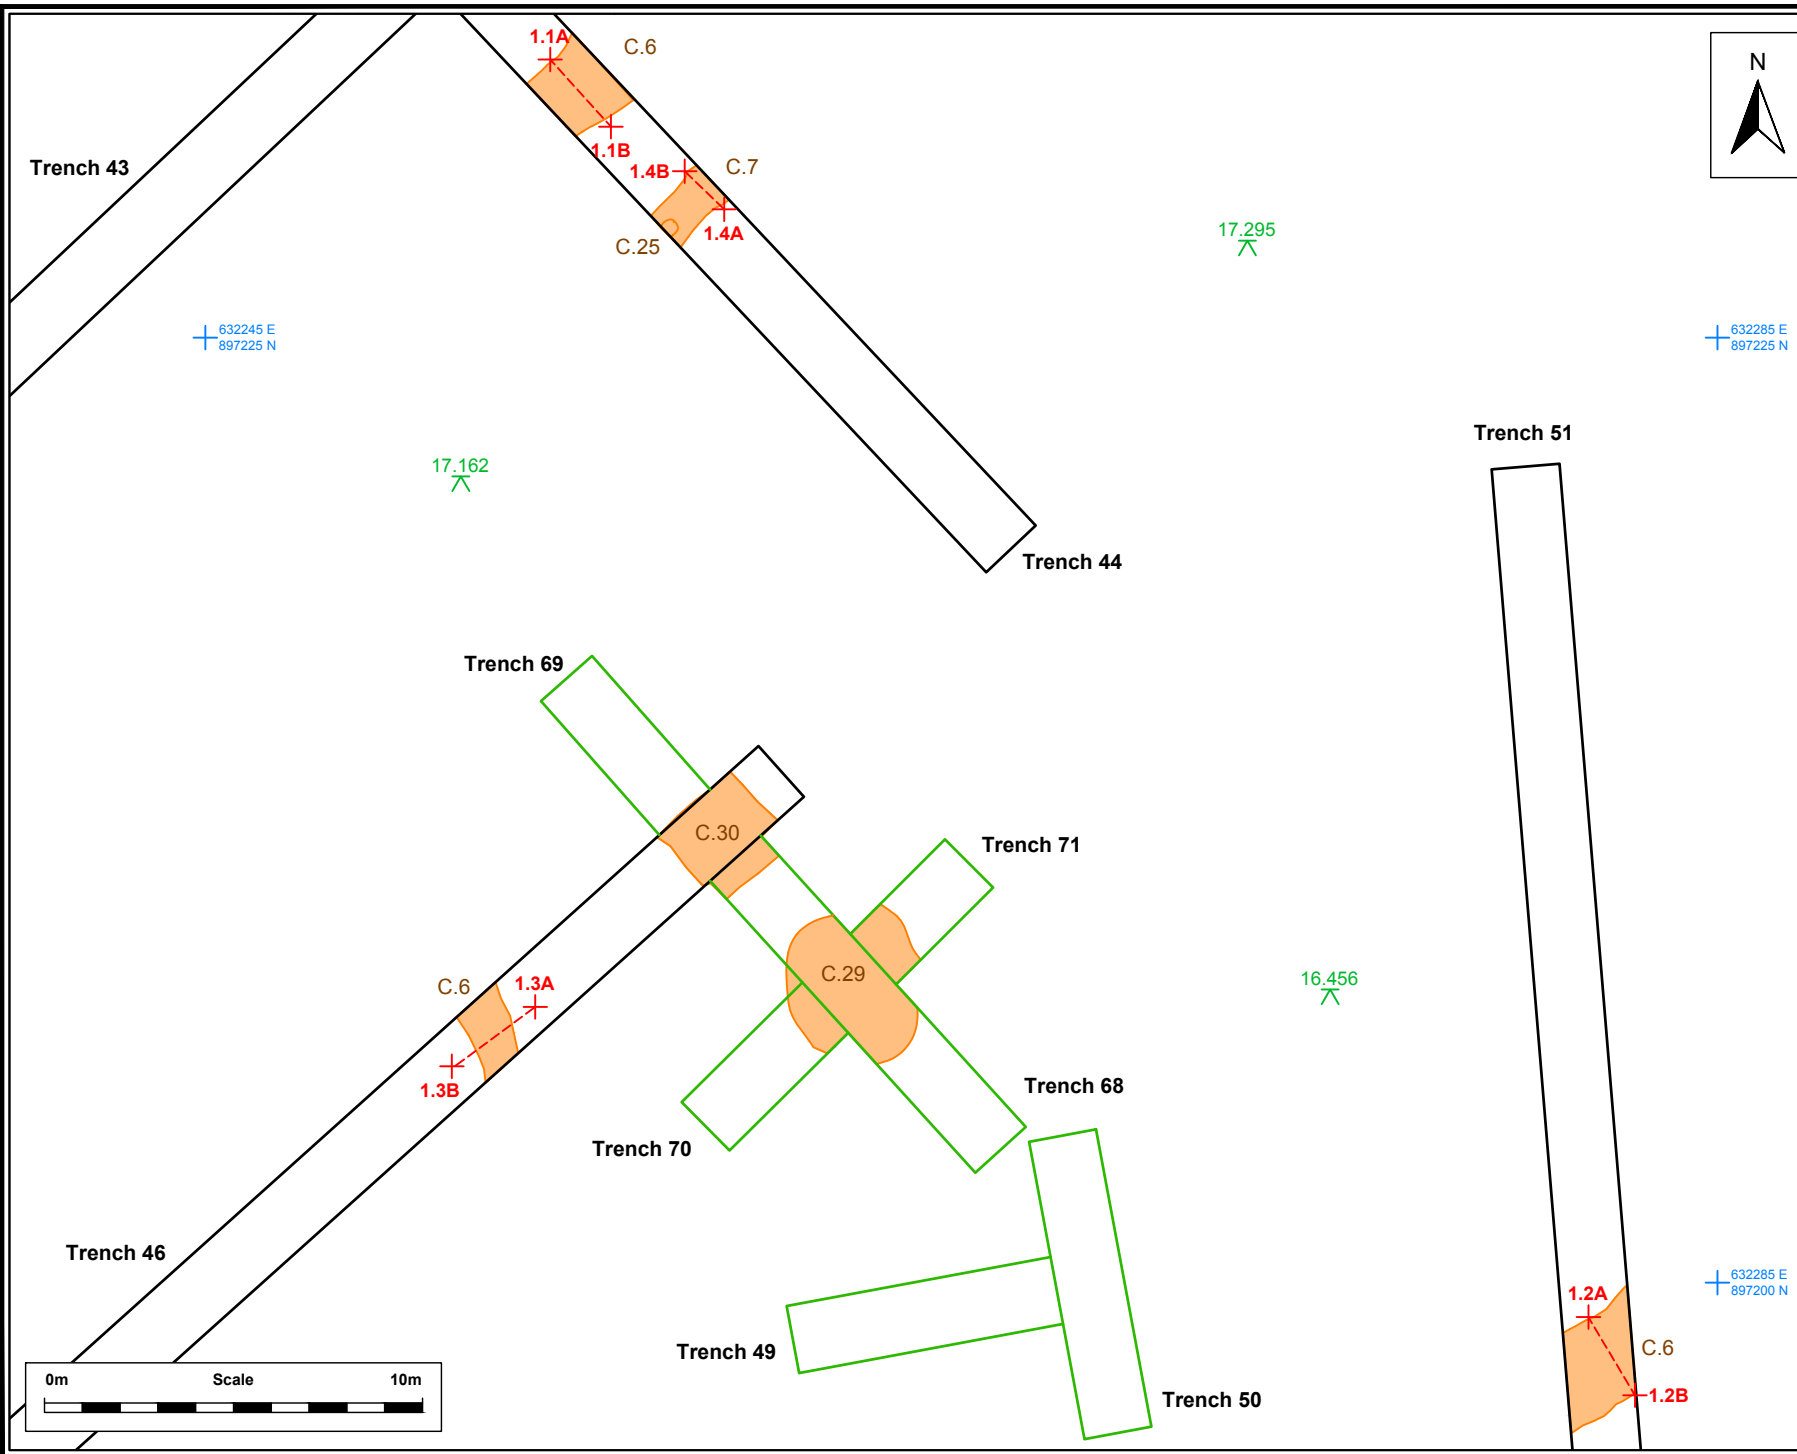 1.1A
C.6
N
1.1B
Trench 43
1.4B
C.7
1.4A
C.25
17.295
632245 E
897225 N
632285 E
897225 N
Trench 51
17.162
Trench 44
Trench 69
C.30
Trench 71
C.29
C.6
1.3A
16.456
1.3B
Trench 68
Trench 70
Trench 46
632285 E
897200 N
1.2A
C.6
Trench 49
0m
Scale
10m
1.2B
Trench 50